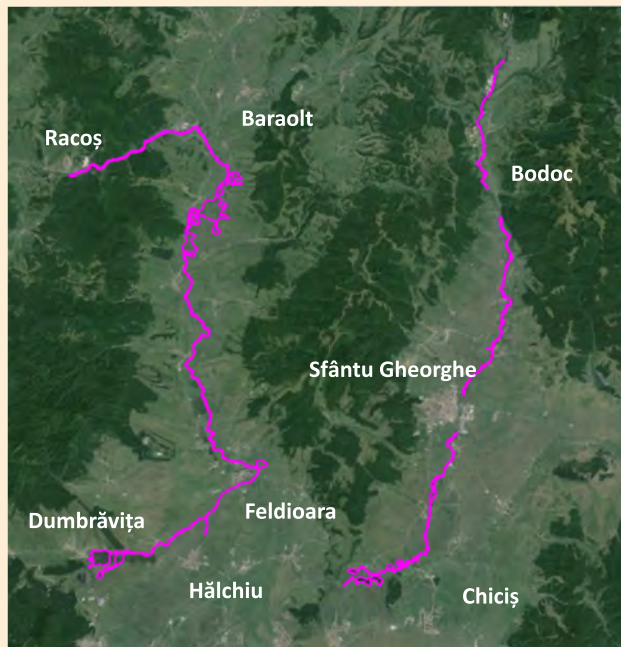 Baraolt
Racoș
Bodoc
Sfântu Gheorghe
Feldioara
Dumbrăvița
Hălchiu
Chiciș